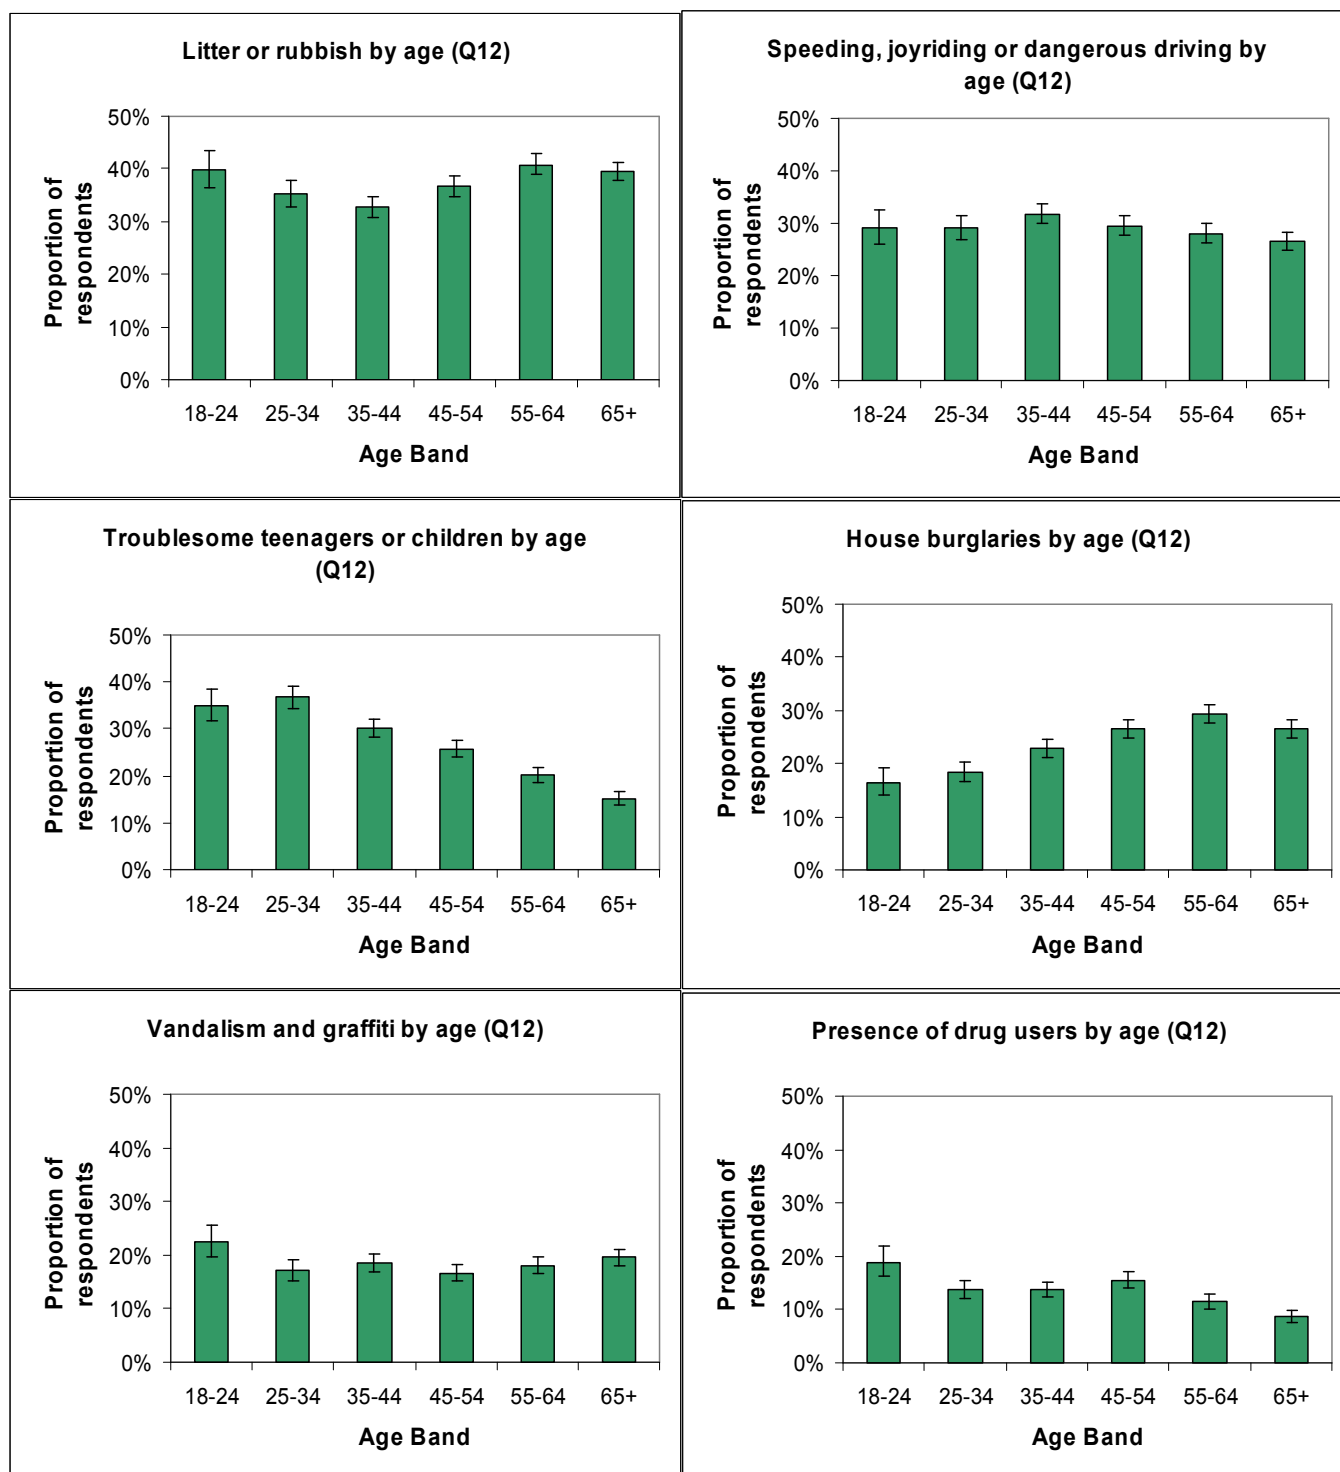 Litter or rubbish by age (Q12)
50%
40%
30%
20%
10%
0%
Proportion of
respondents
18-24 25-34 35-44 45-54 55-64 65+
Age Band
Speeding, joyriding or dangerous driving by
age (Q12)
50%
40%
30%
20%
10%
0%
Proportion of
respondents
18-24 25-34 35-44 45-54 55-64 65+
Age Band
Troublesome teenagers or children by age
(Q12)
50%
40%
30%
20%
10%
0%
Proportion of
respondents
18-24 25-34 35-44 45-54 55-64 65+
Age Band
House burglaries by age (Q12)
50%
40%
30%
20%
10%
0%
Proportion of
respondents
18-24 25-34 35-44 45-54 55-64 65+
Age Band
Vandalism and graffiti by age (Q12)
50%
40%
30%
20%
10%
0%
Proportion of
respondents
18-24 25-34 35-44 45-54 55-64 65+
Age Band
Presence of drug users by age (Q12)
50%
40%
30%
20%
10%
0%
Proportion of
respondents
18-24 25-34 35-44 45-54 55-64 65+
Age Band